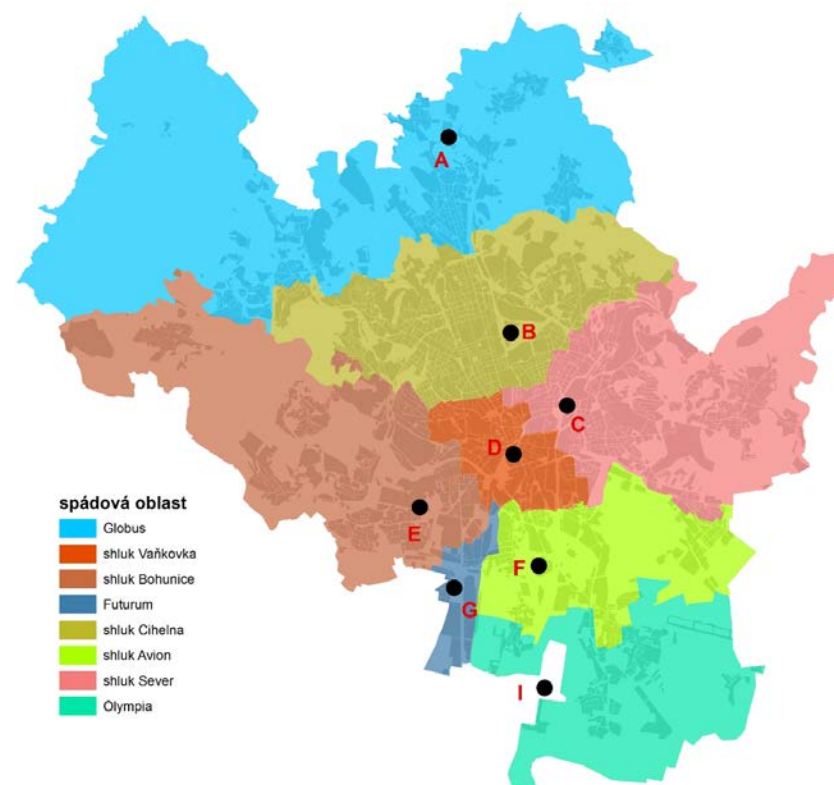 A
B
C
D
E
F
G
I
spádová oblast
Globus
shluk Vaňkovka
shluk Bohunice
Futurum
shluk Cihelna
shluk Avion
shluk Sever
Olympia